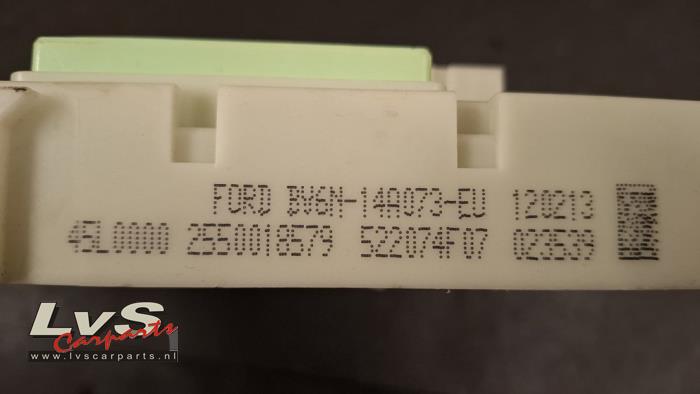 FORD BV6N-14A073-EU 120213
45L0000 2550018579 522074F07 023539
LvS
Carparts
www.lvscarparts.nl